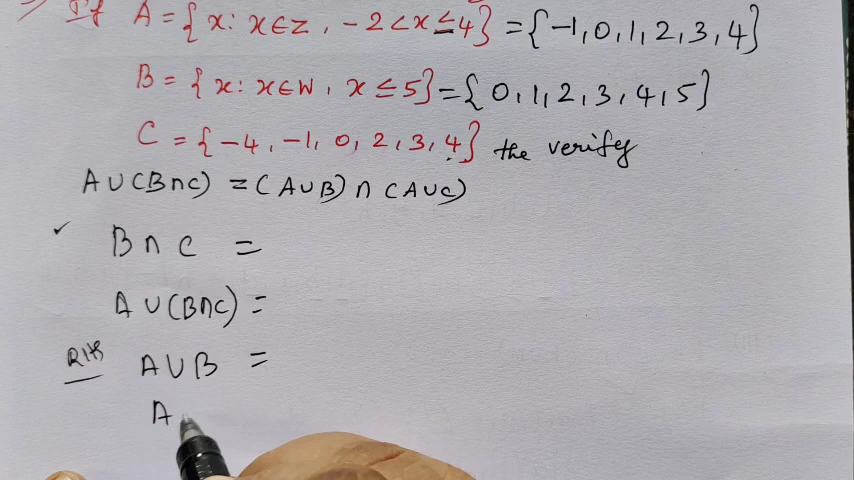 If A = { x : x ∈ Z , - 2 < x ≤ 4 } = { -1, 0, 1, 2, 3, 4 }
B = { x : x ∈ W , x ≤ 5 } = { 0, 1, 2, 3, 4, 5 }
C = { -4, -1, 0, 2, 3, 4 } the verify
A ∪ (B ∩ C) = (A ∪ B) ∩ (A ∪ C)
✓ B ∩ C =
A ∪ (B ∩ C) =
RHS A ∪ B =
A